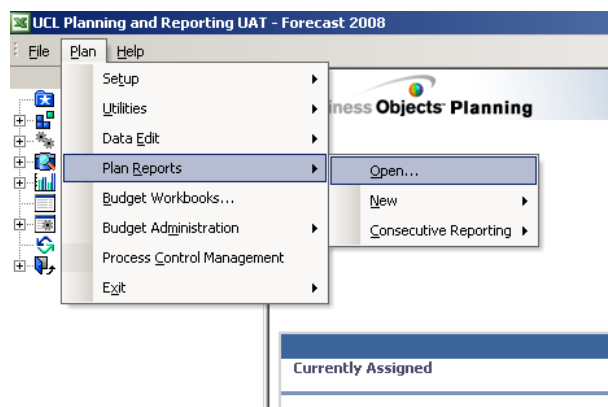 UCL Planning and Reporting UAT - Forecast 2008
File Plan Help
Setup
Utilities
iness Objects Planning
Data Edit
Plan Reports
Open...
Budget Workbooks...
New
Budget Administration
Consecutive Reporting
Process Control Management
Exit
Currently Assigned